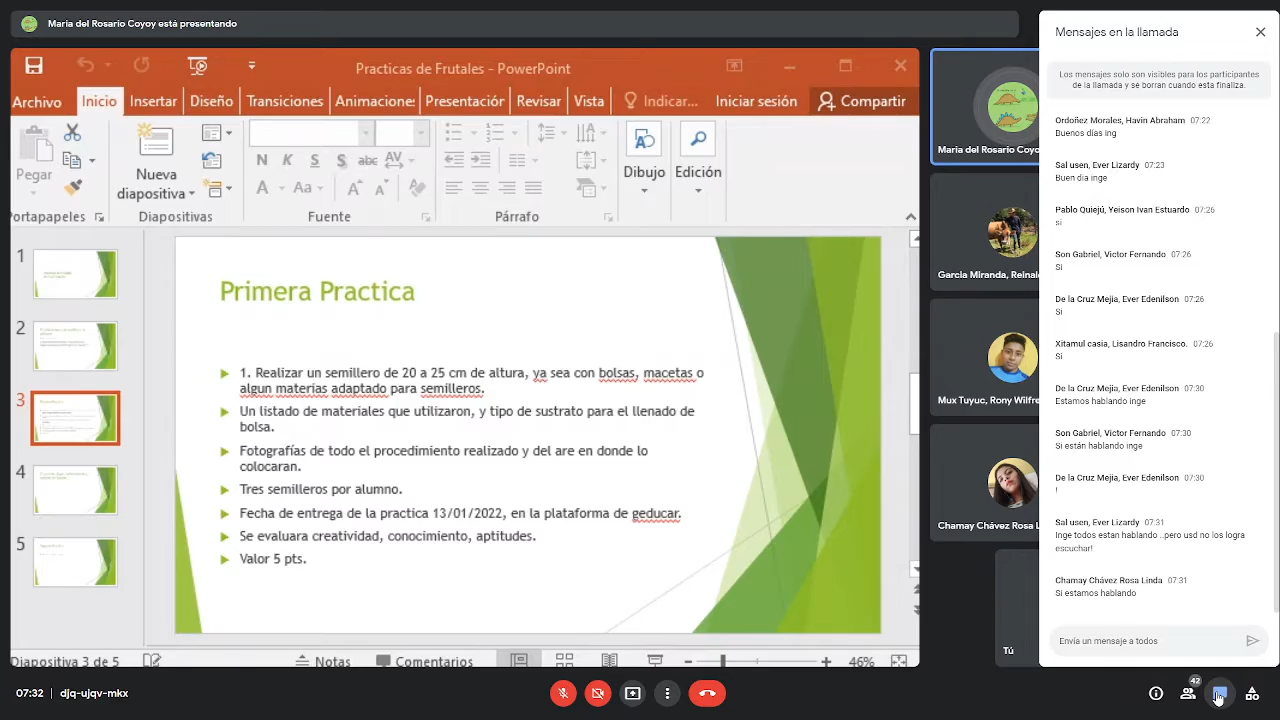 Maria del Rosario Coyoy está presentando
Practicas de Frutales - PowerPoint
Archivo Inicio Insertar Diseño Transiciones Animaciones Presentación Revisar Vista Indicar... Iniciar sesión Compartir
Pegar
Nueva
diapositiva
N K S S abc AV
A Aa A A
Dibujo
Edición
Portapapeles Diapositivas Fuente Párrafo
1
2
3
4
5
Primera Practica
1. Realizar un semillero de 20 a 25 cm de altura, ya sea con bolsas, macetas o
algun materias adaptado para semilleros.
Un listado de materiales que utilizaron, y tipo de sustrato para el llenado de
bolsa.
Fotografías de todo el procedimiento realizado y del are en donde lo
colocaran.
Tres semilleros por alumno.
Fecha de entrega de la practica 13/01/2022, en la plataforma de geducar.
Se evaluara creatividad, conocimiento, aptitudes.
Valor 5 pts.
Diapositiva 3 de 5 Notas Comentarios 46%
07:32 | djq-ujqv-mkx
Maria del Rosario Coyo
Garcia Miranda, Reinal
Mux Tuyuc, Rony Wilfre
Chamay Chávez Rosa L
Tú
Mensajes en la llamada
Los mensajes solo son visibles para los participantes
de la llamada y se borran cuando esta finaliza.
Ordoñez Morales, Havin Abraham 07:22
Buenos días ing
Sal usen, Ever Lizardy 07:23
Buen dia inge
Pablo Quiejú, Yeison Ivan Estuardo 07:26
si
Son Gabriel, Victor Fernando 07:26
Si
De la Cruz Mejia, Ever Edenilson 07:26
Si
Xitamul casia, Lisandro Francisco. 07:26
Si
De la Cruz Mejia, Ever Edenilson 07:30
Estamos hablando inge
Son Gabriel, Victor Fernando 07:30
Si están hablando inge
De la Cruz Mejia, Ever Edenilson 07:30
!
Sal usen, Ever Lizardy 07:31
Inge todos estan hablando ..pero usd no los logra
escuchar!
Chamay Chávez Rosa Linda 07:31
Si estamos hablando
Envía un mensaje a todos
42